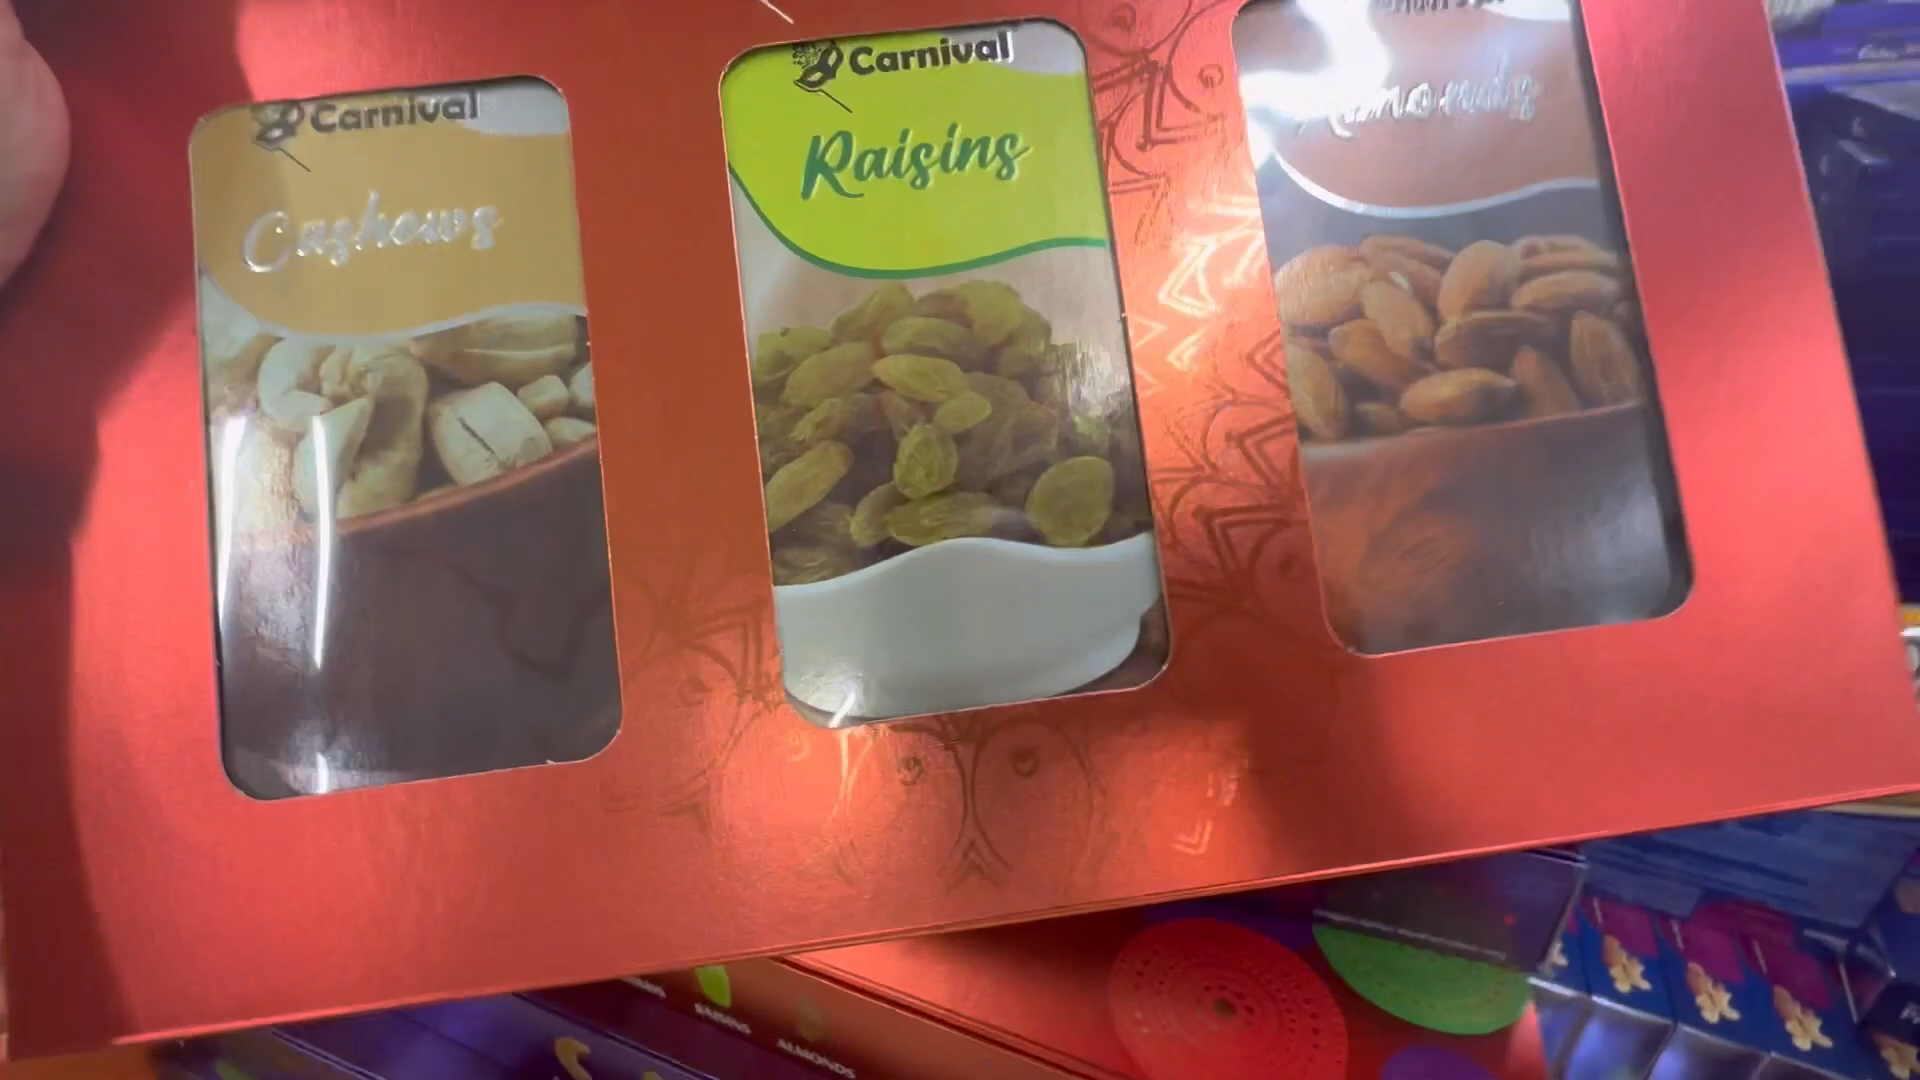 Carnival
Cashews
Carnival
Raisins
Almonds
RAISINS
ALMONDS